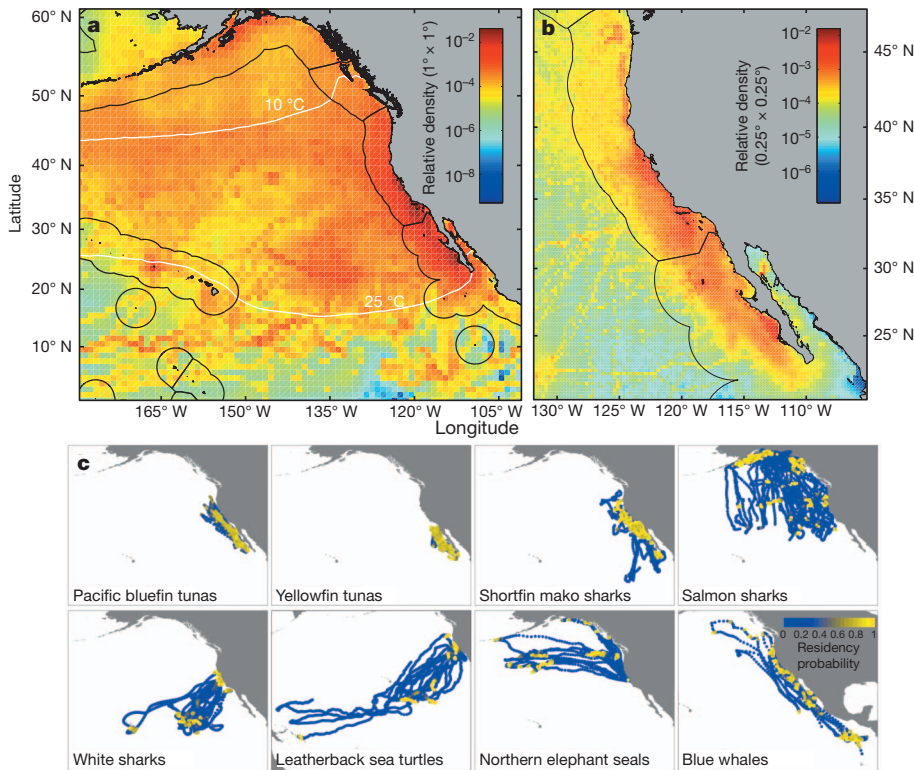 a
60° N
50° N
40° N
30° N
20° N
10° N
Latitude
10 °C
25 °C
Relative density (1° × 1°)
10⁻²
10⁻⁴
10⁻⁶
10⁻⁸
165° W
150° W
135° W
120° W
105° W
b
Relative density
(0.25° × 0.25°)
10⁻²
10⁻³
10⁻⁴
10⁻⁵
10⁻⁶
45° N
40° N
35° N
30° N
25° N
130° W
125° W
120° W
115° W
110° W
Longitude
c
Pacific bluefin tunas
Yellowfin tunas
Shortfin mako sharks
Salmon sharks
White sharks
Leatherback sea turtles
Northern elephant seals
Blue whales
0 0.2 0.4 0.6 0.8 1
Residency
probability